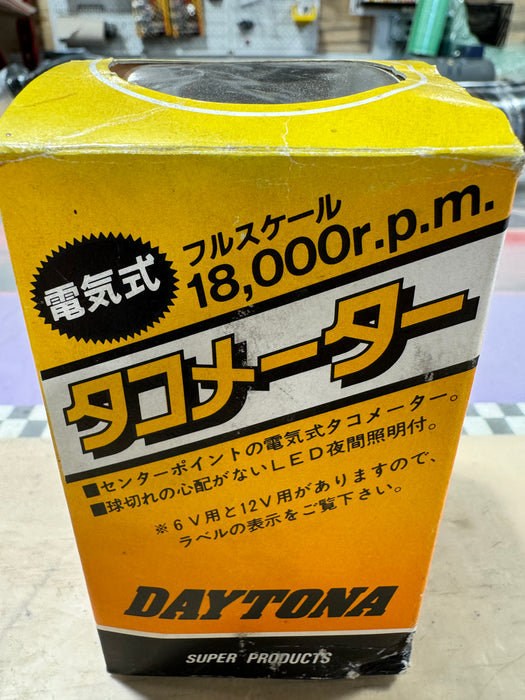 電気式
フルスケール
18,000r.p.m.
タコメーター
■センターポイントの電気式タコメーター。
■球切れの心配がないLED夜間照明付。
※6V用と12V用がありますので、
ラベルの表示をご覧下さい。
DAYTONA
SUPER PRODUCTS